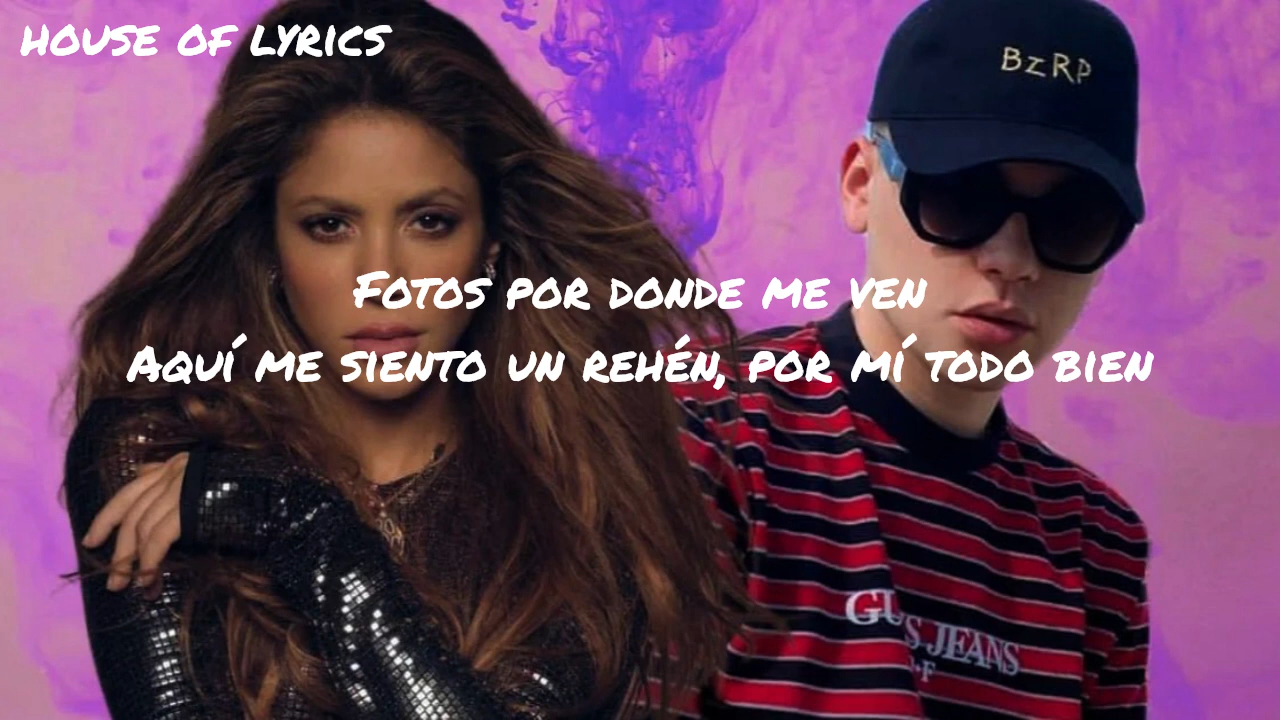 HOUSE OF LYRICS
BZRP
FOTOS POR DONDE ME VEN
AQUÍ ME SIENTO UN REHÉN, POR MÍ TODO BIEN
JEANS